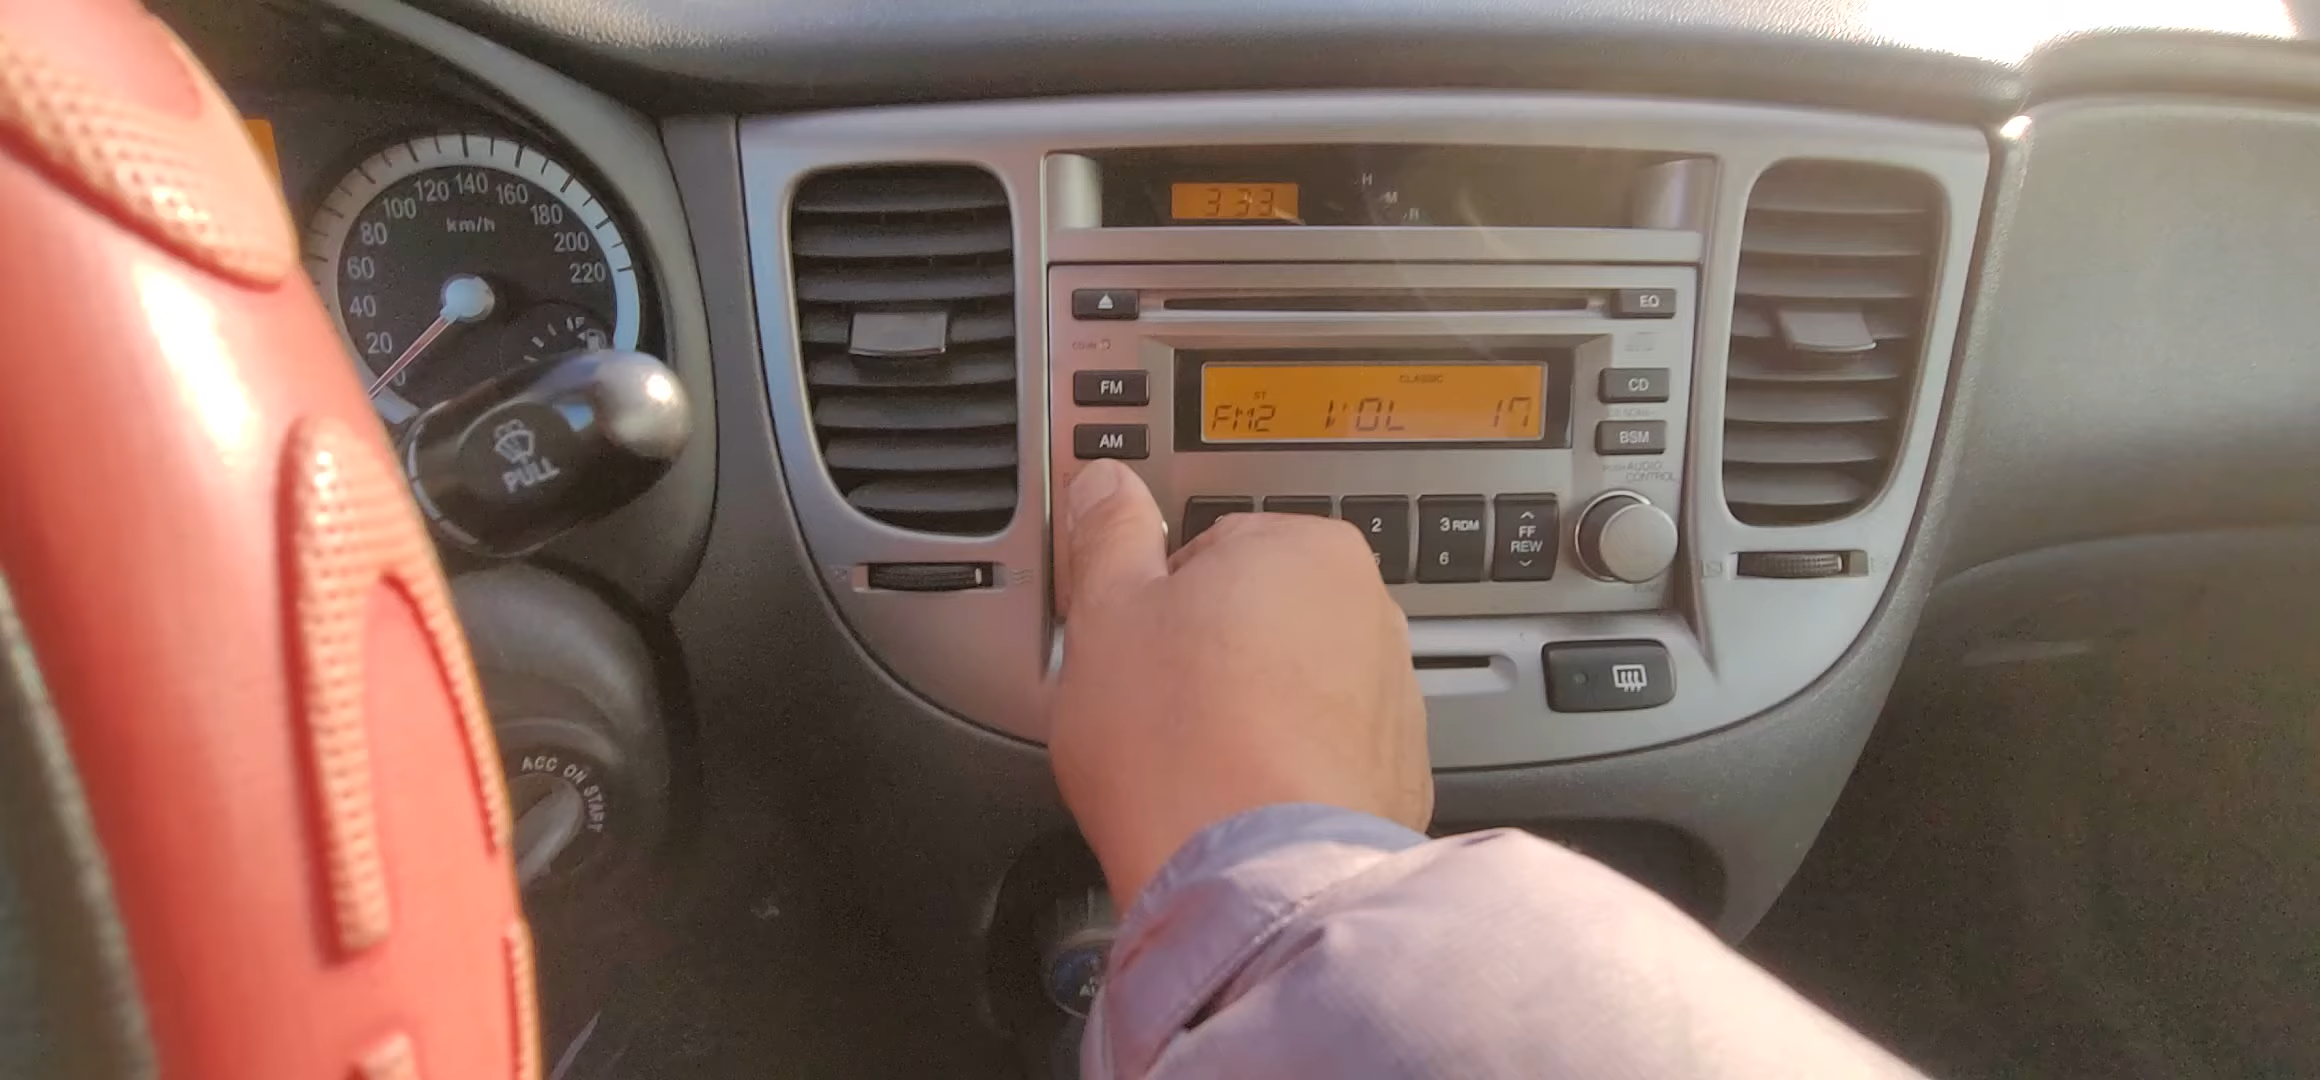 3:33
H
M
R
EQ
CLASSIC
ST
FM2 VOL 17
FM
AM
CD
BSM
AUDIO
CONTROL
2
3 RDM
6
FF
REW
0
20
40
60
80
100
120
140
160
180
200
220
km/h
PULL
ACC ON START